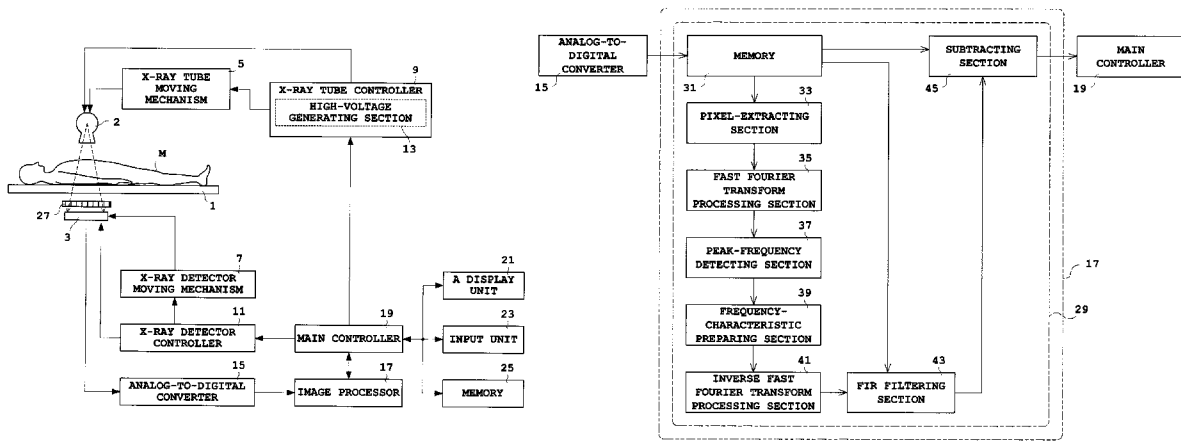 5
X-RAY TUBE
MOVING
MECHANISM
2
9
X-RAY TUBE CONTROLLER
HIGH-VOLTAGE
GENERATING SECTION
13
M
1
27
3
7
X-RAY DETECTOR
MOVING MECHANISM
11
X-RAY DETECTOR
CONTROLLER
15
ANALOG-TO-DIGITAL
CONVERTER
19
MAIN CONTROLLER
17
IMAGE PROCESSOR
21
A DISPLAY
UNIT
23
INPUT UNIT
25
MEMORY
ANALOG-TO-
DIGITAL
CONVERTER
15
MEMORY
31
33
PIXEL-EXTRACTING
SECTION
35
FAST FOURIER
TRANSFORM
PROCESSING SECTION
37
PEAK-FREQUENCY
DETECTING SECTION
39
FREQUENCY-
CHARACTERISTIC
PREPARING SECTION
41
INVERSE FAST
FOURIER TRANSFORM
PROCESSING SECTION
43
FIR FILTERING
SECTION
SUBTRACTING
SECTION
45
MAIN
CONTROLLER
19
17
29